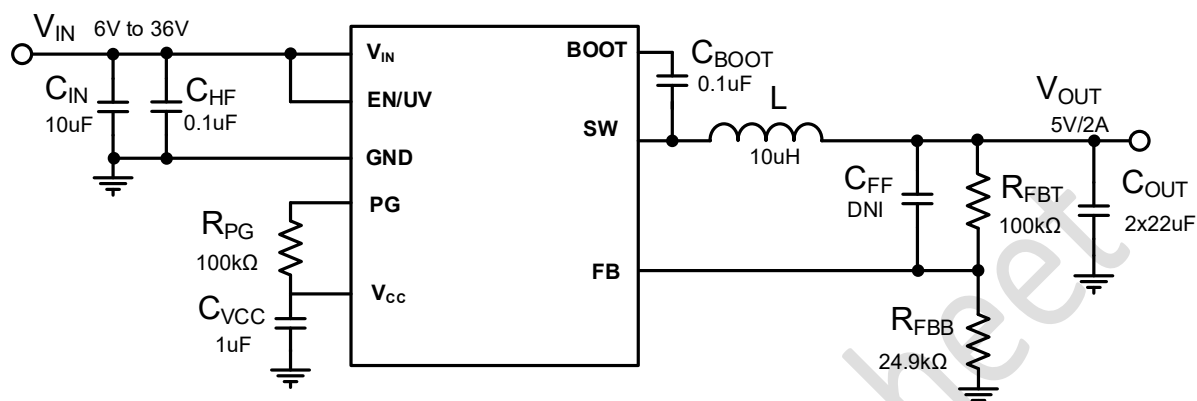 VIN 6V to 36V
CIN
10uF
CHF
0.1uF
VIN
EN/UV
GND
PG
VCC
RPG
100kΩ
CVCC
1uF
BOOT
SW
FB
CBOOT
0.1uF
L
10uH
CFF
DNI
RFBT
100kΩ
RFBB
24.9kΩ
VOUT
5V/2A
COUT
2x22uF
heet